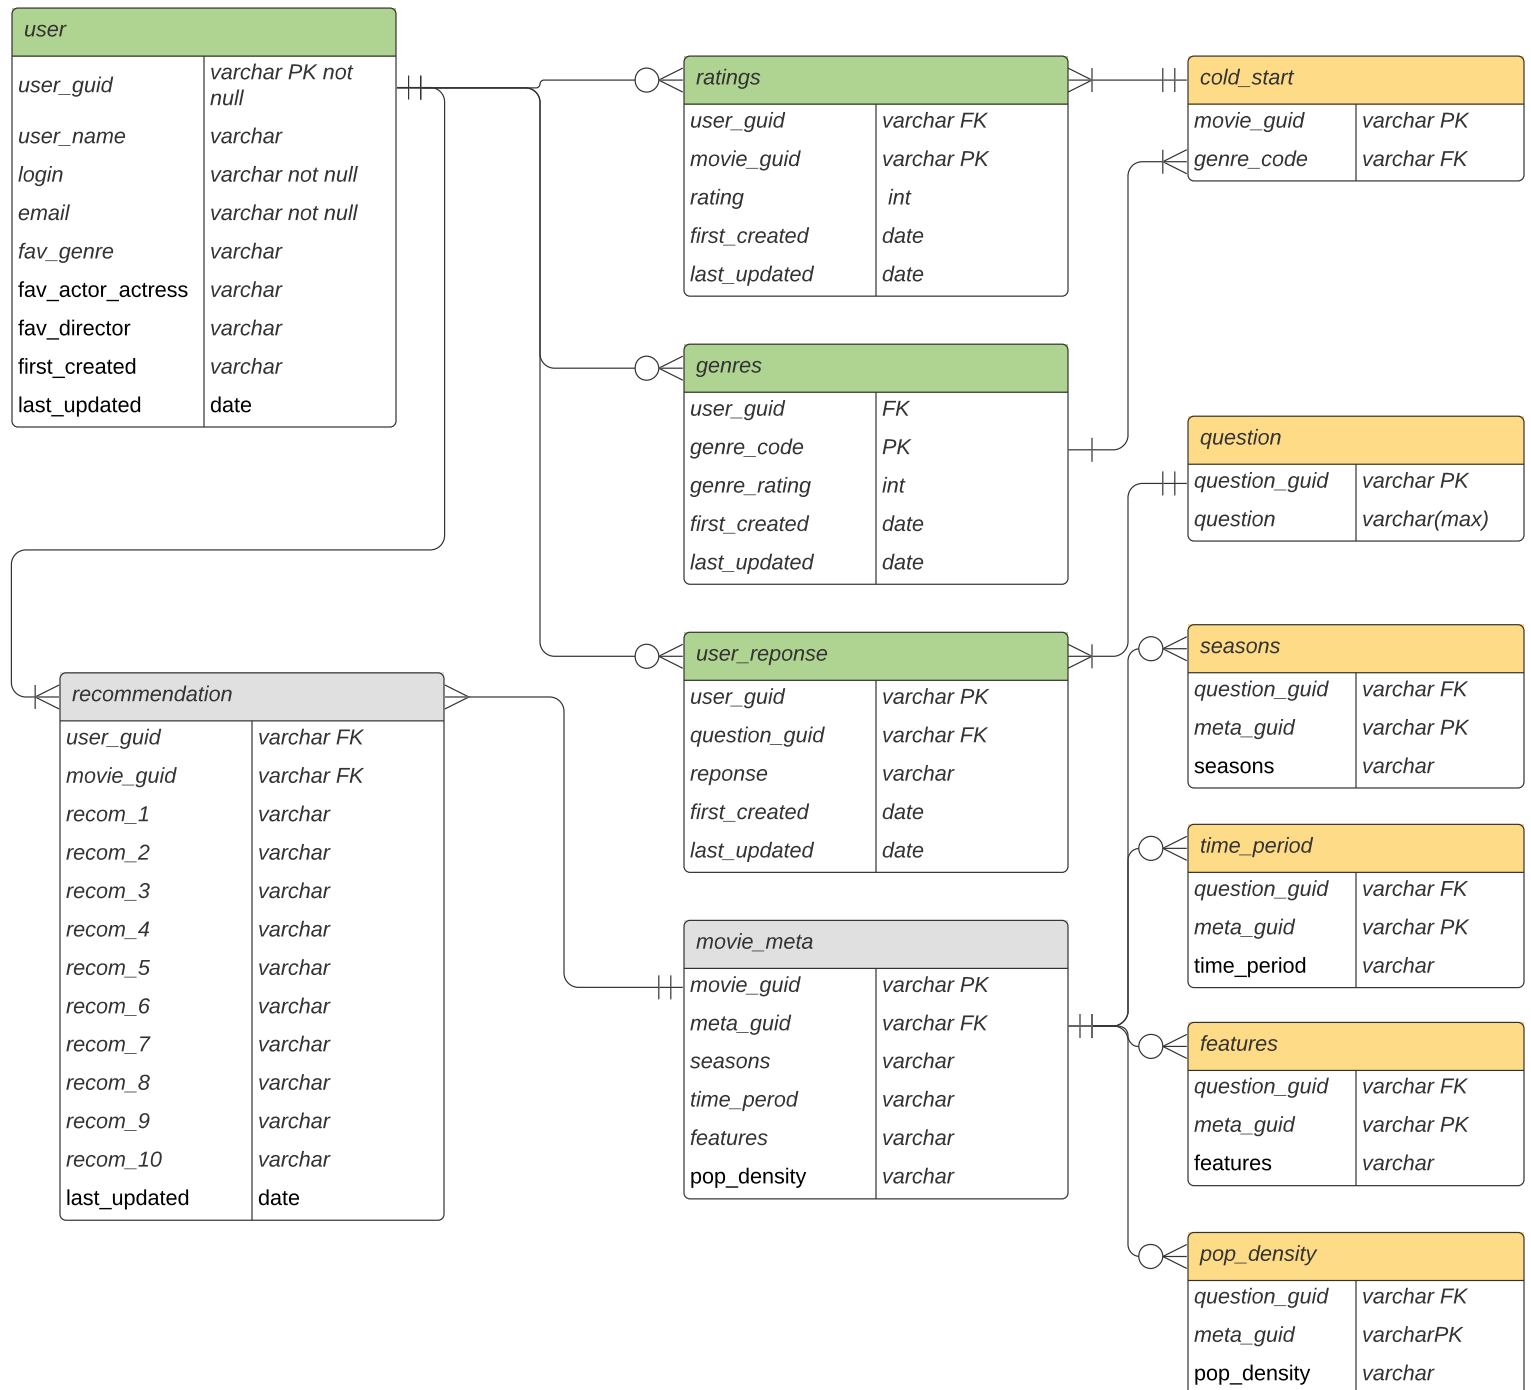 user
user_guid varchar PK not
null
user_name varchar
login varchar not null
email varchar not null
fav_genre varchar
fav_actor_actress varchar
fav_director varchar
first_created varchar
last_updated date
recommendation
user_guid varchar FK
movie_guid varchar FK
recom_1 varchar
recom_2 varchar
recom_3 varchar
recom_4 varchar
recom_5 varchar
recom_6 varchar
recom_7 varchar
recom_8 varchar
recom_9 varchar
recom_10 varchar
last_updated date
ratings
user_guid varchar FK
movie_guid varchar PK
rating int
first_created date
last_updated date
genres
user_guid FK
genre_code PK
genre_rating int
first_created date
last_updated date
user_reponse
user_guid varchar PK
question_guid varchar FK
reponse varchar
first_created date
last_updated date
movie_meta
movie_guid varchar PK
meta_guid varchar FK
seasons varchar
time_perod varchar
features varchar
pop_density varchar
cold_start
movie_guid varchar PK
genre_code varchar FK
question
question_guid varchar PK
question varchar(max)
seasons
question_guid varchar FK
meta_guid varchar PK
seasons varchar
time_period
question_guid varchar FK
meta_guid varchar PK
time_period varchar
features
question_guid varchar FK
meta_guid varchar PK
features varchar
pop_density
question_guid varchar FK
meta_guid varcharPK
pop_density varchar